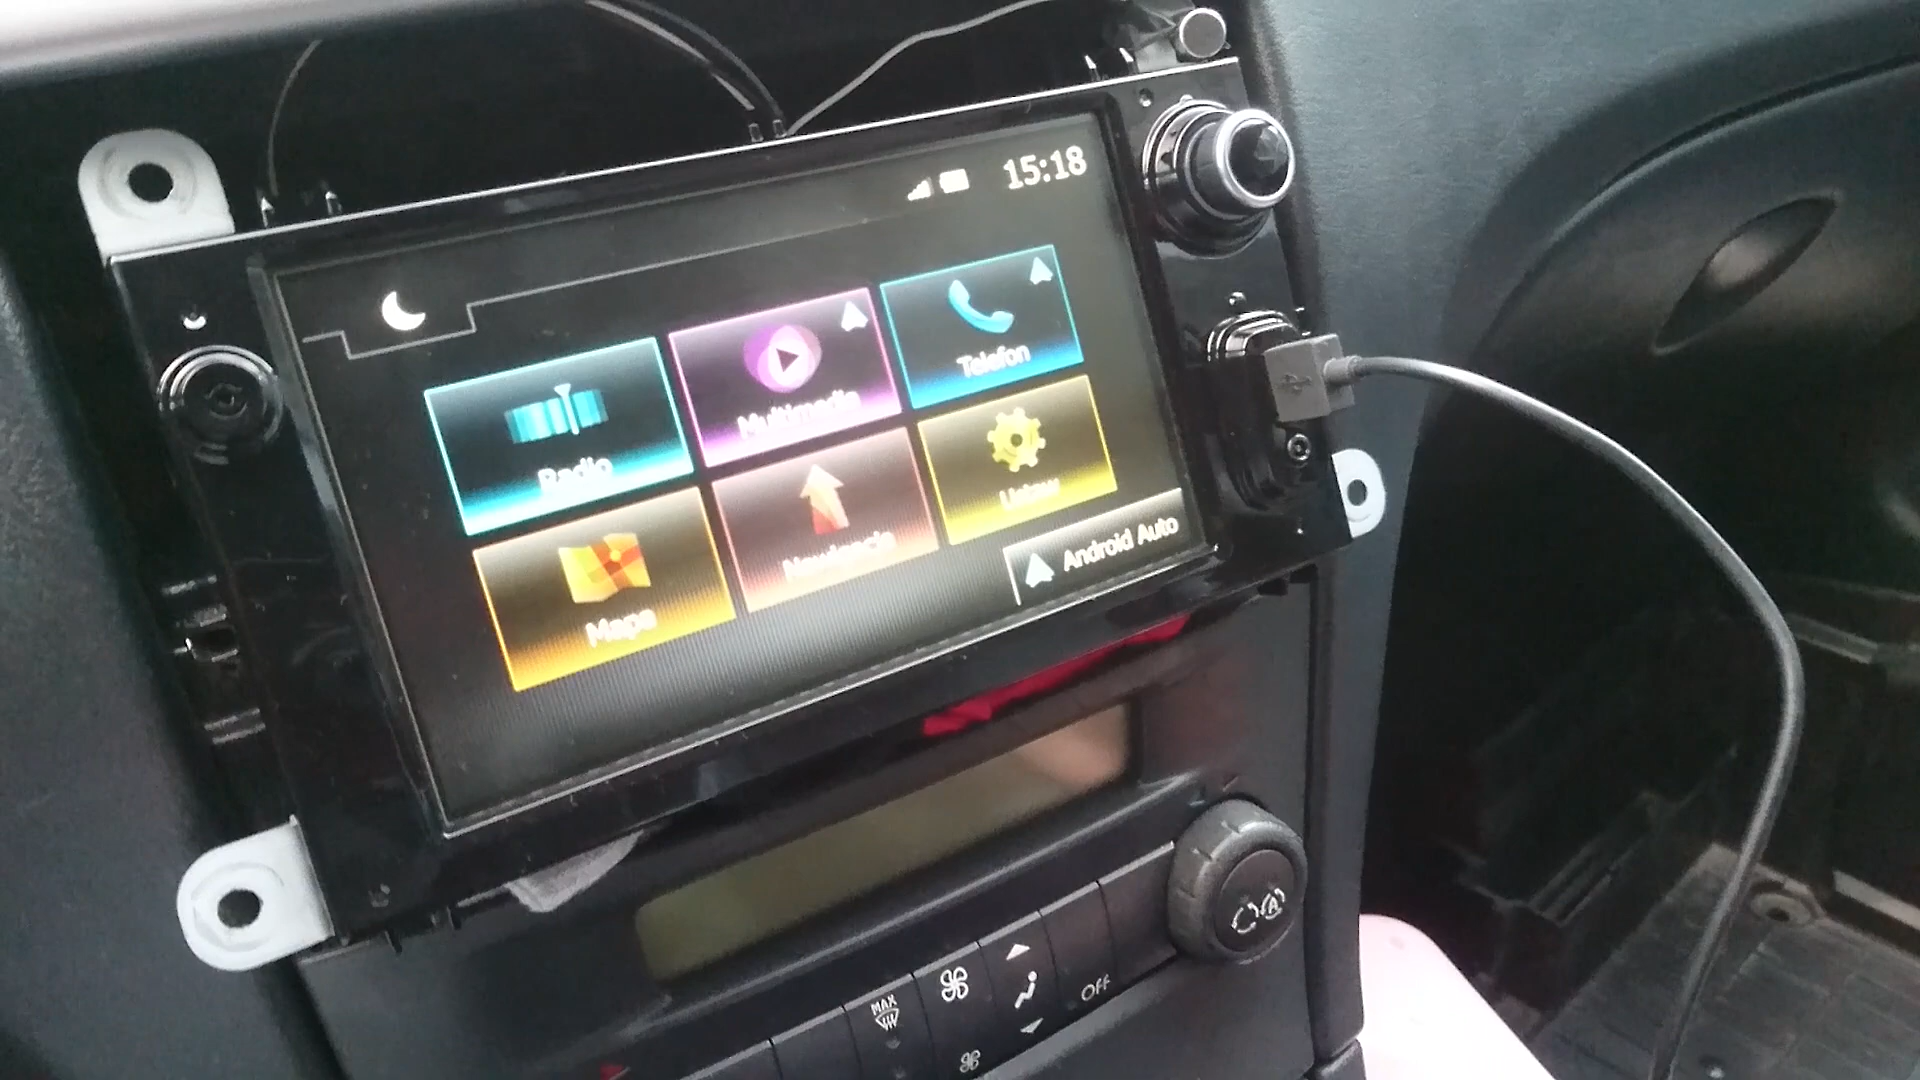 15:18
Radio
Multimedia
Telefon
Mapa
Nawigacja
Ustaw
Android Auto
MAX
OFF
A